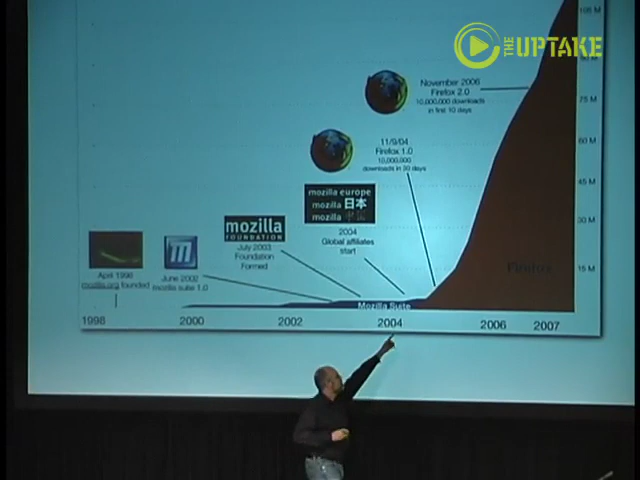 THE UPTAKE
105 M
November 2006
Firefox 2.0
10,000,000 downloads
in first 10 days
75 M
11/9/04
Firefox 1.0
10,000,000
downloads in 30 days
60 M
45 M
mozilla europe
mozilla 日本
mozilla 中国
2004
Global affiliates
start
mozilla
FOUNDATION
July 2003
Foundation
Formed
30 M
April 1998
mozilla.org founded
m
June 2002
mozilla suite 1.0
Firefox
15 M
Mozilla Suite
1998
2000
2002
2004
2006
2007